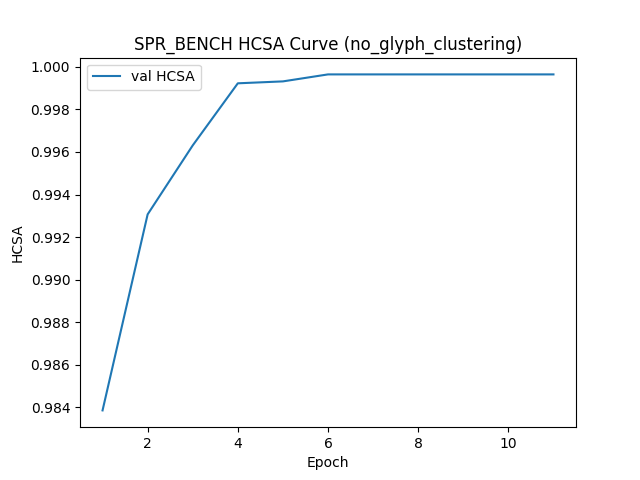 SPR_BENCH HCSA Curve (no_glyph_clustering)
val HCSA
1.000
0.998
0.996
0.994
0.992
0.990
0.988
0.986
0.984
HCSA
2 4 6 8 10
Epoch